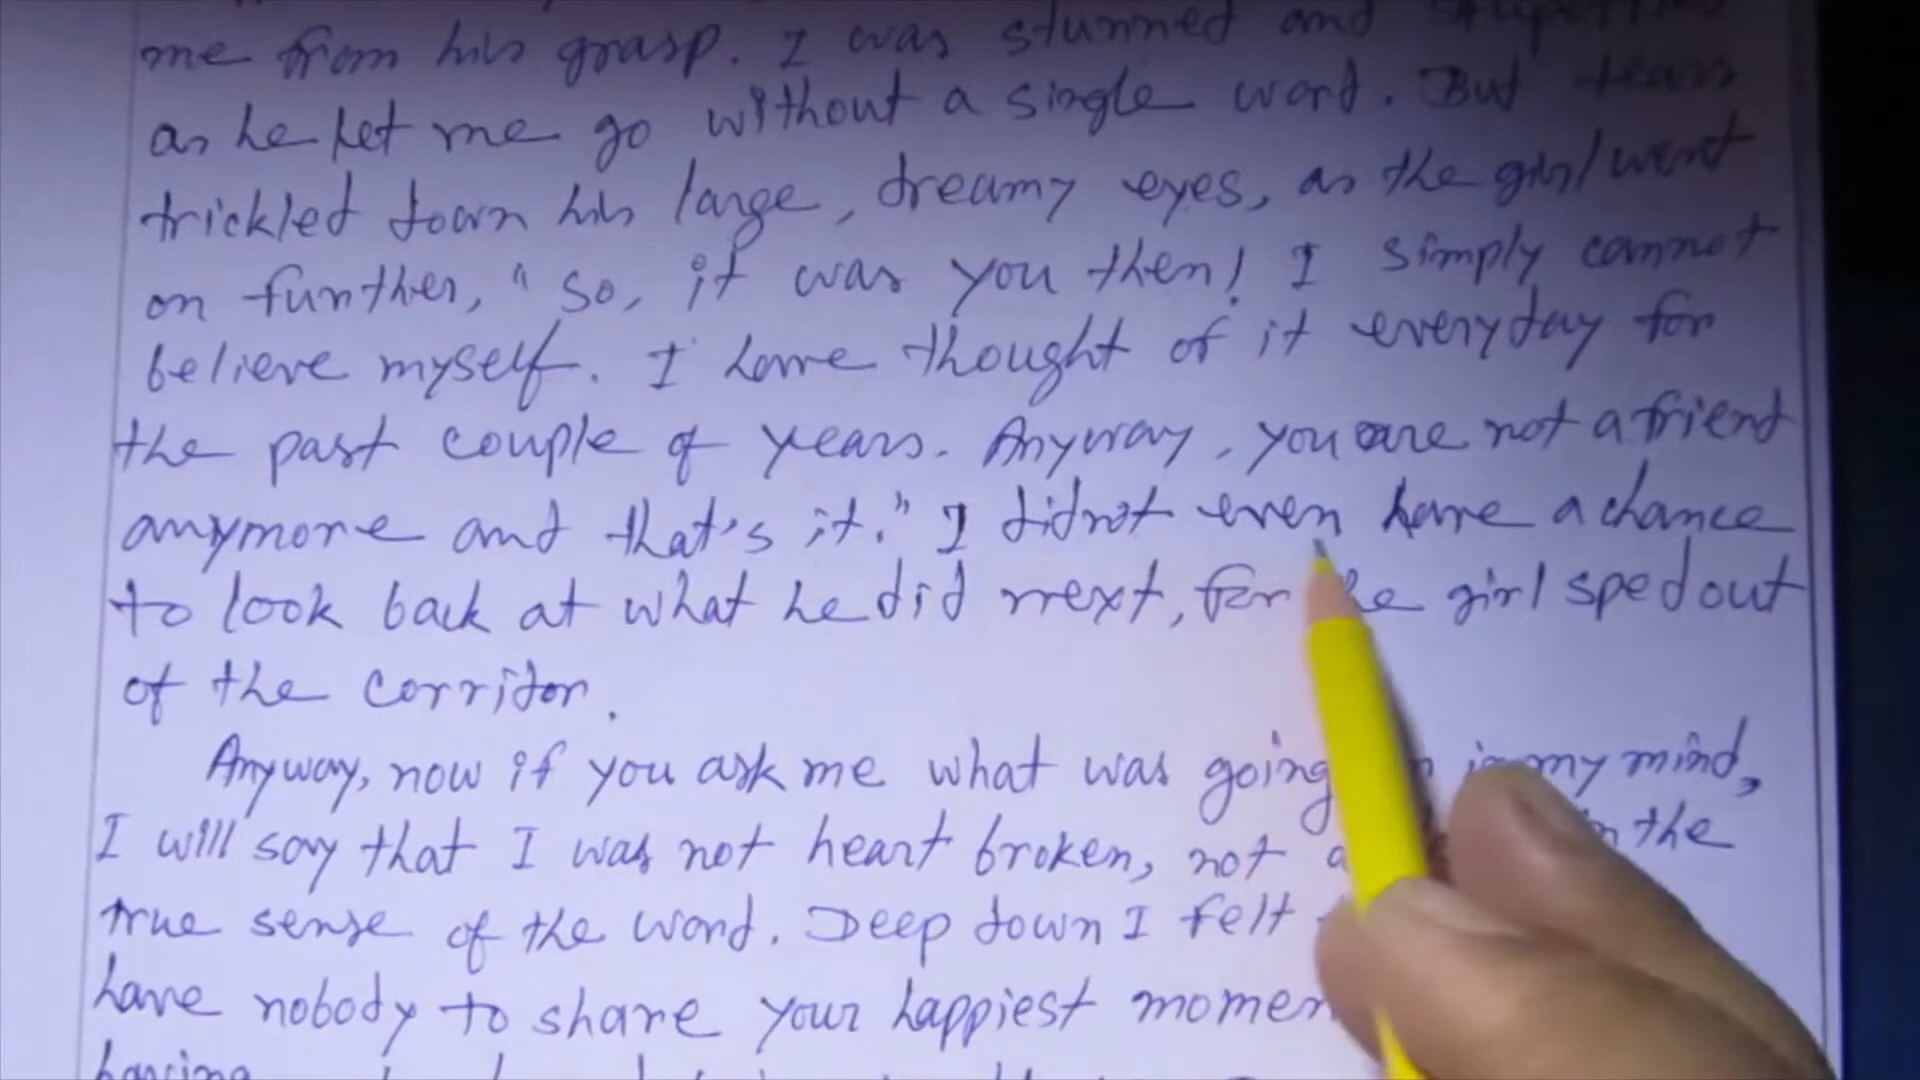 me from his grasp. I was stunned and
as he let me go without a single word. But tears
trickled down his large, dreamy eyes, as the girl went
on further, "So, it was you then! I simply cannot
believe myself. I have thought of it everyday for
the past couple of years. Anyway, you are not a friend
anymore and that's it." I didnot even have a chance
to look back at what he did next, for the girl sped out
of the corridor.
Anyway, now if you ask me what was going in my mind,
I will say that I was not heart broken, not the
true sense of the word. Deep down I felt
have nobody to share your happiest
having